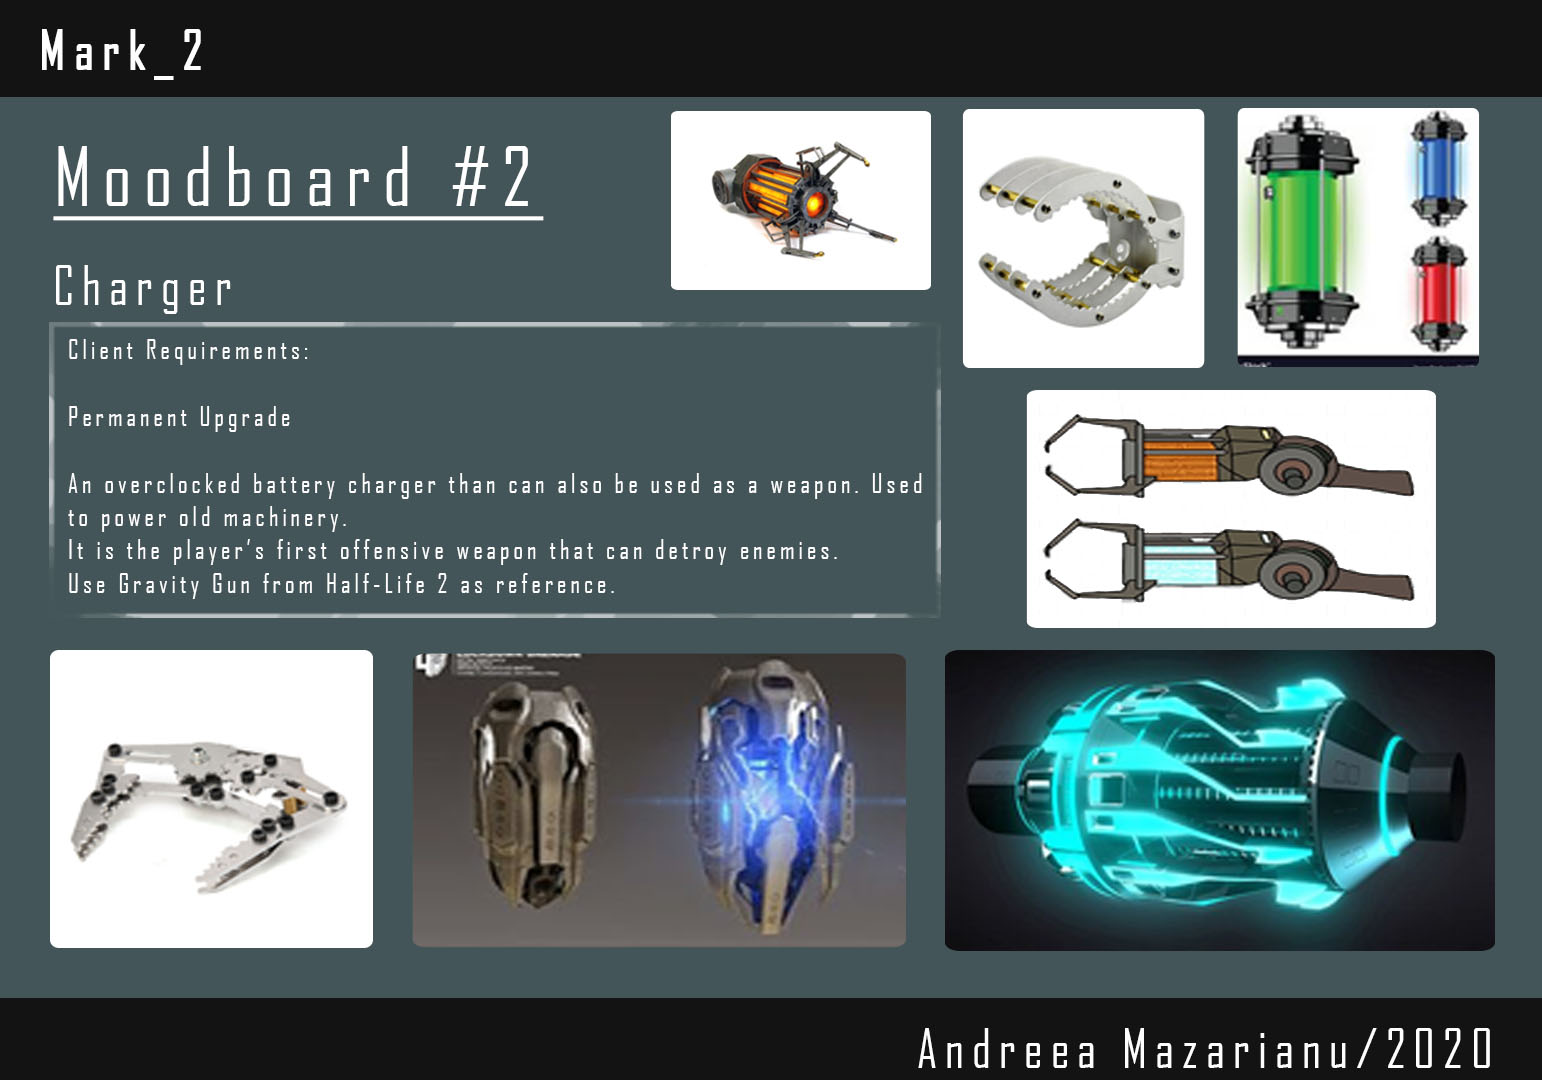 Mark_2
Moodboard #2
Charger
Client Requirements:
Permanent Upgrade
An overclocked battery charger than can also be used as a weapon. Used
to power old machinery.
It is the player's first offensive weapon that can detroy enemies.
Use Gravity Gun from Half-Life 2 as reference.
Andreea Mazarianu/2020